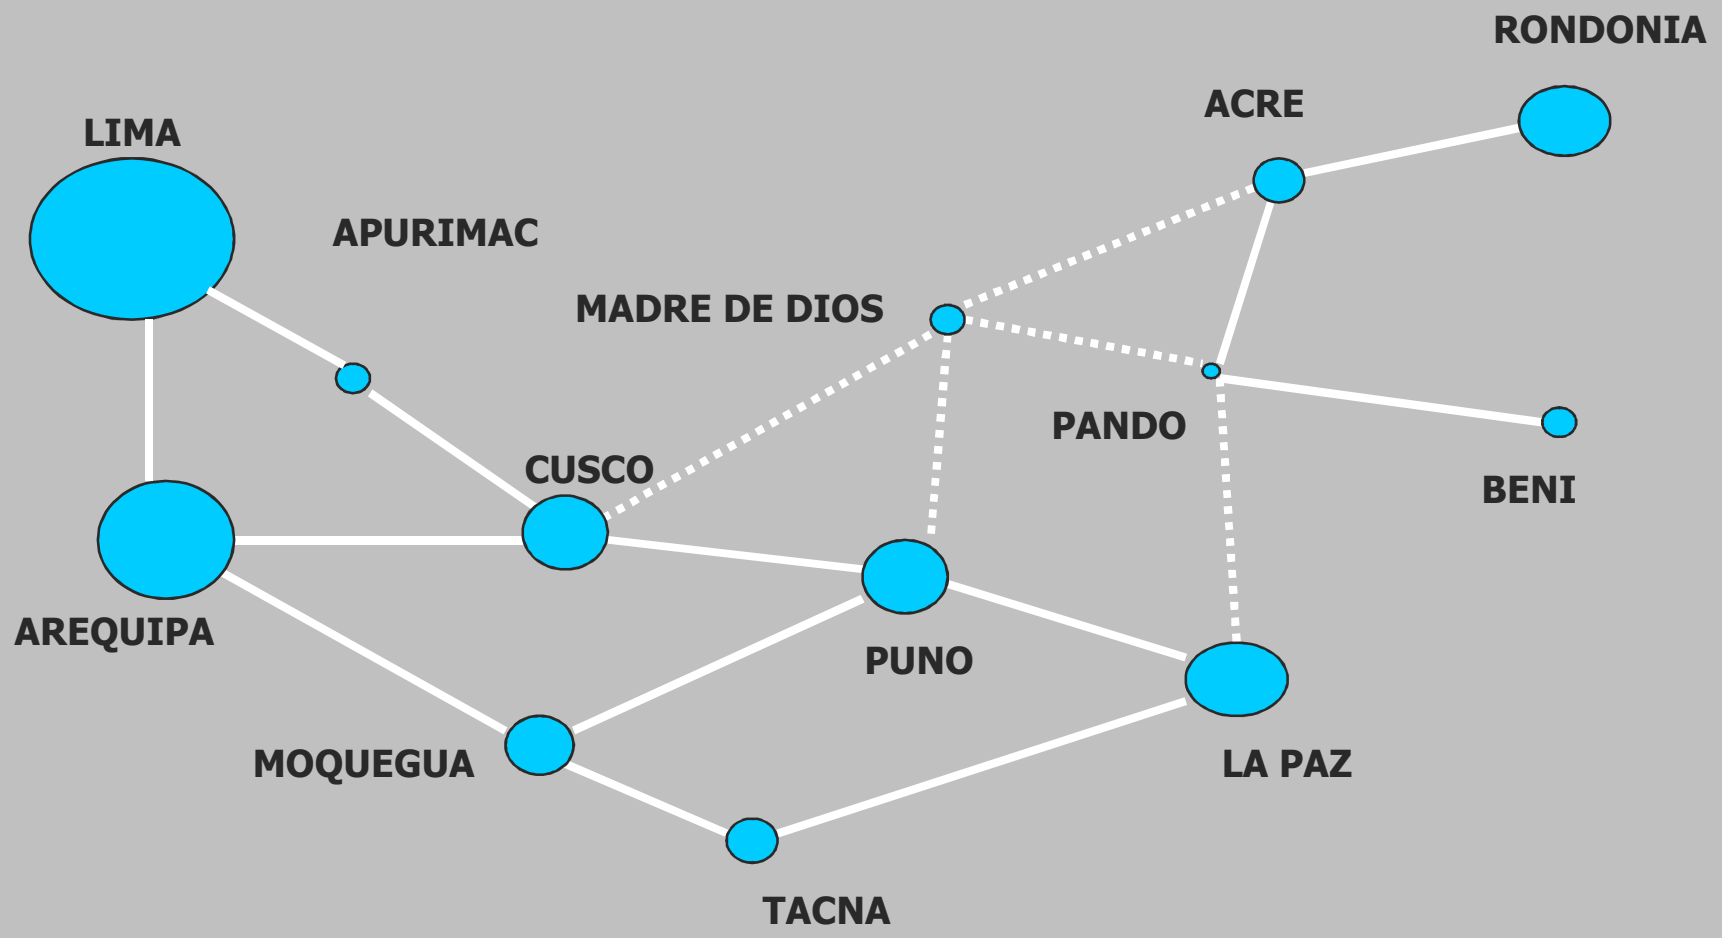 RONDONIA
ACRE
LIMA
APURIMAC
MADRE DE DIOS
PANDO
CUSCO
BENI
AREQUIPA
PUNO
MOQUEGUA
LA PAZ
TACNA